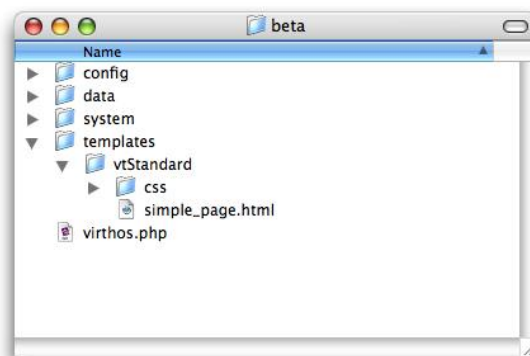 beta
Name
config
data
system
templates
vtStandard
css
simple_page.html
virthos.php